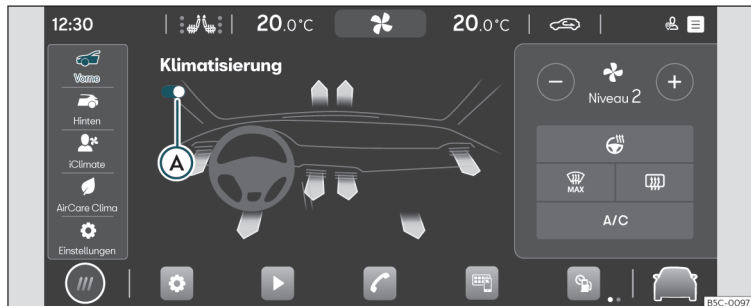 12:30
20.0°C
20.0°C
Vorne
Klimatisierung
Niveau 2
Hinten
A
iClimate
MAX
AirCare Clima
A/C
Einstellungen
B5C-0097